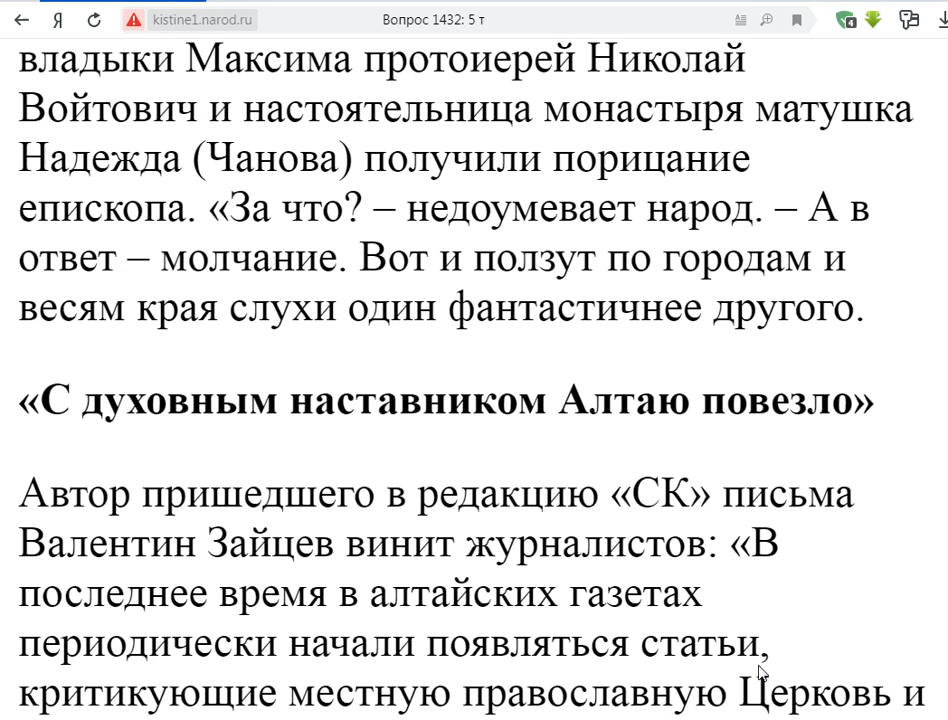 Я kistine1.narod.ru Вопрос 1432: 5 т 4
владыки Максима протоиерей Николай
Войтович и настоятельница монастыря матушка
Надежда (Чанова) получили порицание
епископа. «За что? – недоумевает народ. – А в
ответ – молчание. Вот и ползут по городам и
весям края слухи один фантастичнее другого.
«С духовным наставником Алтаю повезло»
Автор пришедшего в редакцию «СК» письма
Валентин Зайцев винит журналистов: «В
последнее время в алтайских газетах
периодически начали появляться статьи,
критикующие местную православную Церковь и